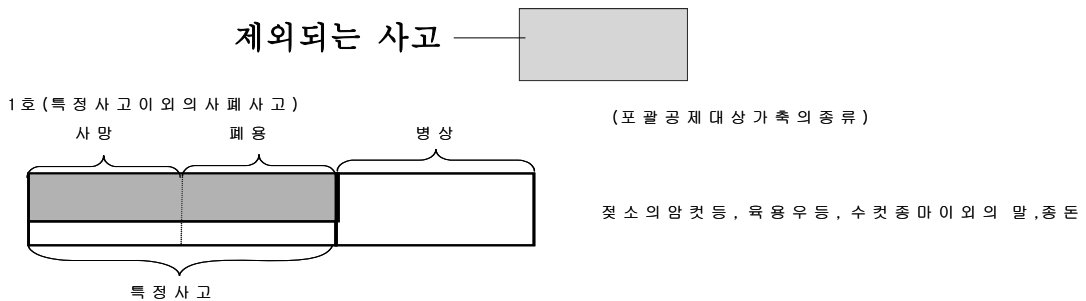 제외되는 사고
1호(특정사고이외의사폐사고)
(포괄공제대상가축의종류)
사망 폐용 병상
젖소의암컷등, 육용우등, 수컷종마이외의 말,종돈
특정사고